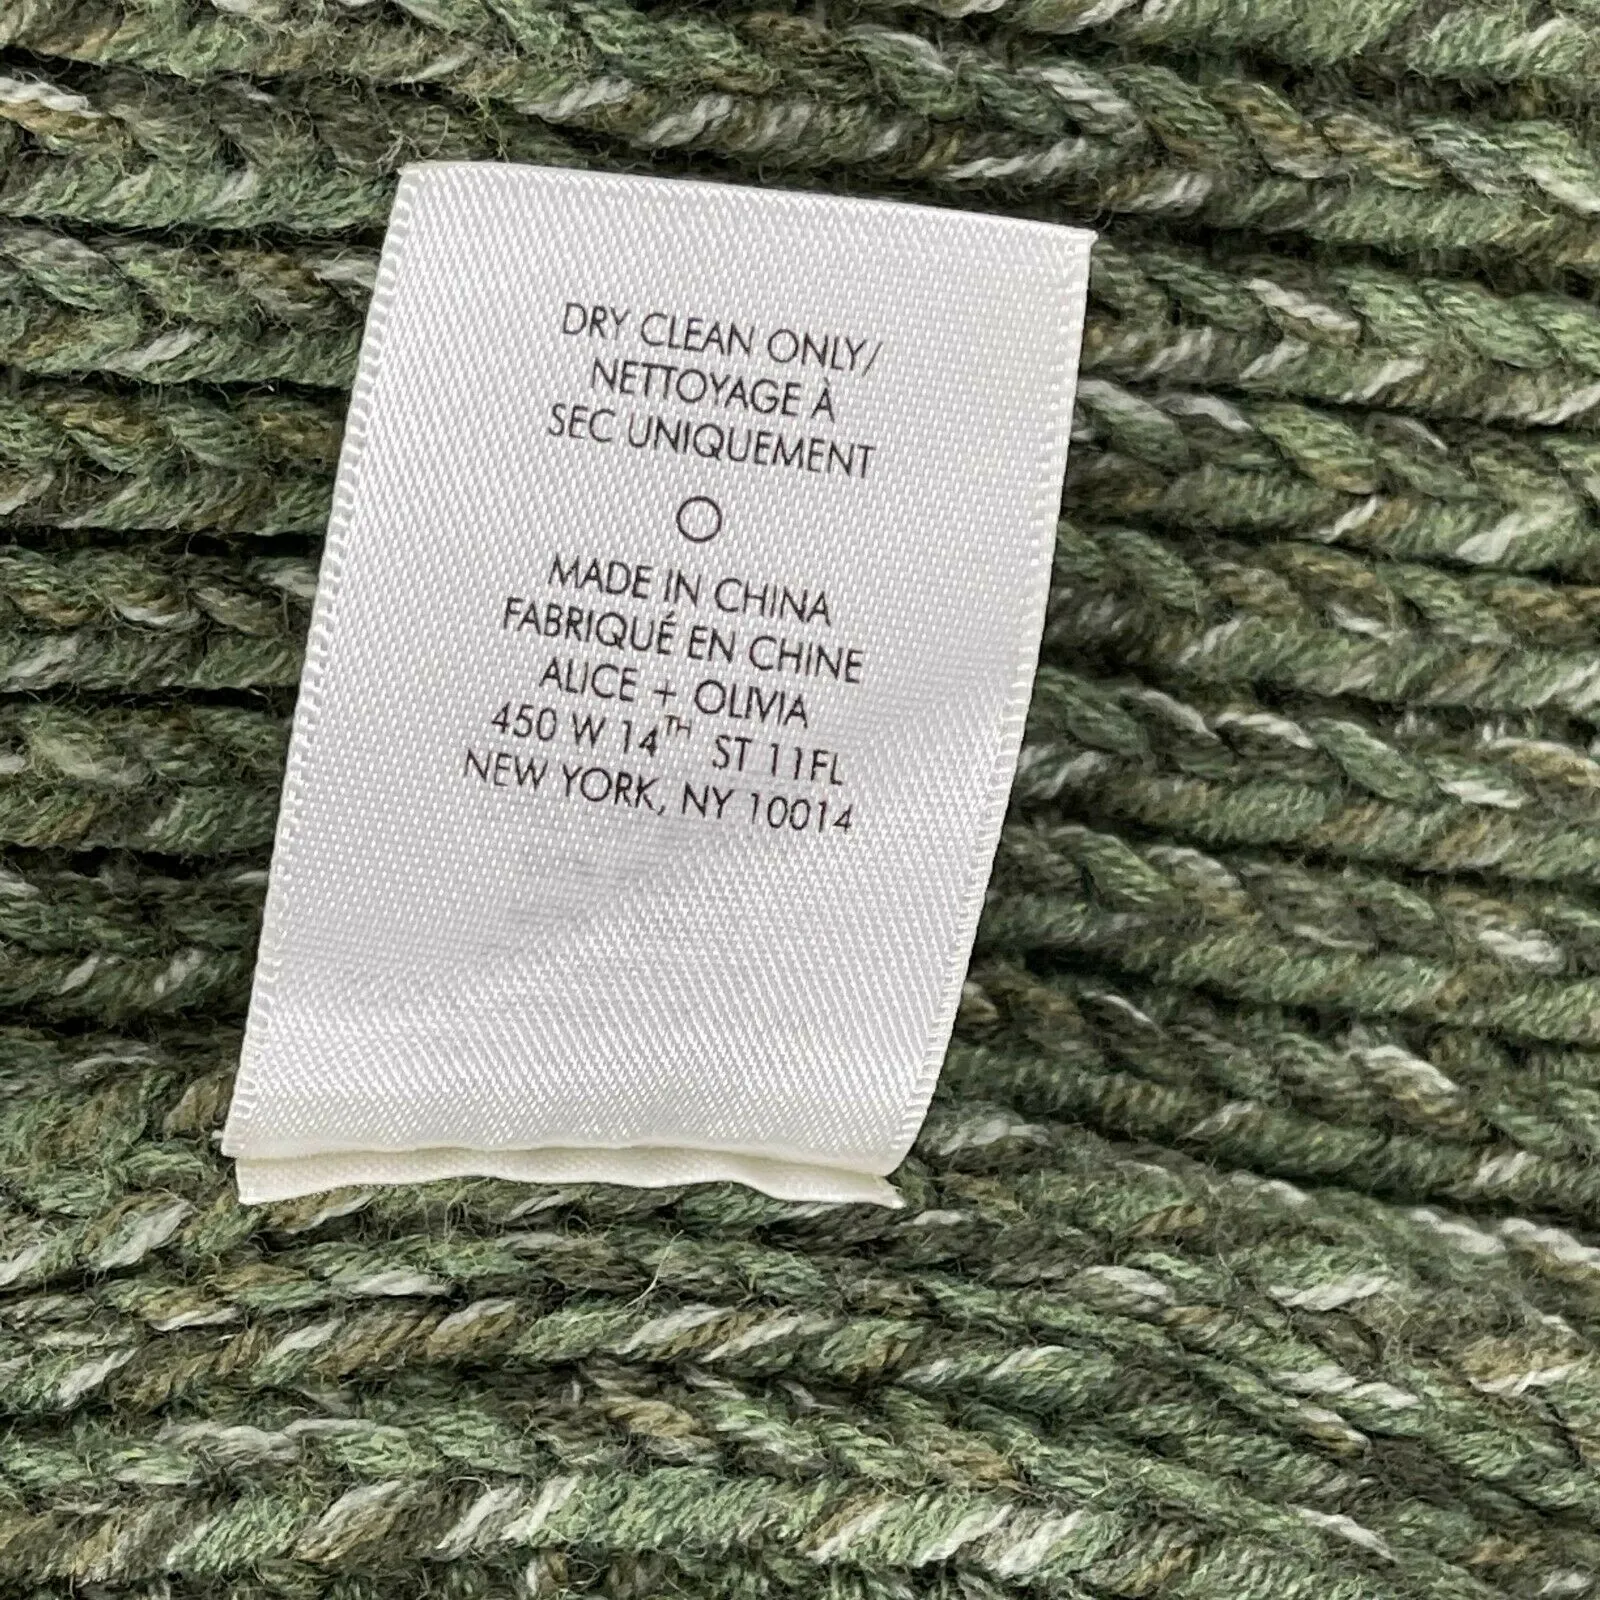 DRY CLEAN ONLY/
NETTOYAGE À
SEC UNIQUEMENT
MADE IN CHINA
FABRIQUÉ EN CHINE
ALICE + OLIVIA
450 W 14TH ST 11FL
NEW YORK, NY 10014